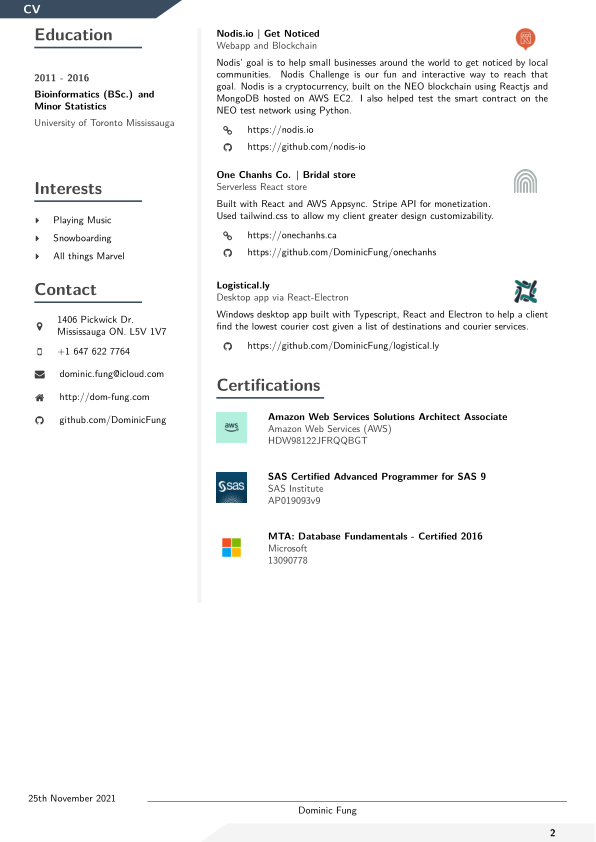 CV
Education
2011 - 2016
Bioinformatics (BSc.) and
Minor Statistics
University of Toronto Mississauga
Interests
Playing Music
Snowboarding
All things Marvel
Contact
1406 Pickwick Dr.
Mississauga ON. L5V 1V7
+1 647 622 7764
dominic.fung@icloud.com
http://dom-fung.com
github.com/DominicFung
Nodis.io | Get Noticed
Webapp and Blockchain
Nodis' goal is to help small businesses around the world to get noticed by local
communities. Nodis Challenge is our fun and interactive way to reach that
goal. Nodis is a cryptocurrency, built on the NEO blockchain using Reactjs and
MongoDB hosted on AWS EC2. I also helped test the smart contract on the
NEO test network using Python.
https://nodis.io
https://github.com/nodis-io
One Chanhs Co. | Bridal store
Serverless React store
Built with React and AWS Appsync. Stripe API for monetization.
Used tailwind.css to allow my client greater design customizability.
https://onechanhs.ca
https://github.com/DominicFung/onechanhs
Logistical.ly
Desktop app via React-Electron
Windows desktop app built with Typescript, React and Electron to help a client
find the lowest courier cost given a list of destinations and courier services.
https://github.com/DominicFung/logistical.ly
Certifications
aws
Amazon Web Services Solutions Architect Associate
Amazon Web Services (AWS)
HDW98122JFRQQBGT
sas
SAS Certified Advanced Programmer for SAS 9
SAS Institute
AP019093v9
MTA: Database Fundamentals - Certified 2016
Microsoft
13090778
25th November 2021
Dominic Fung
2